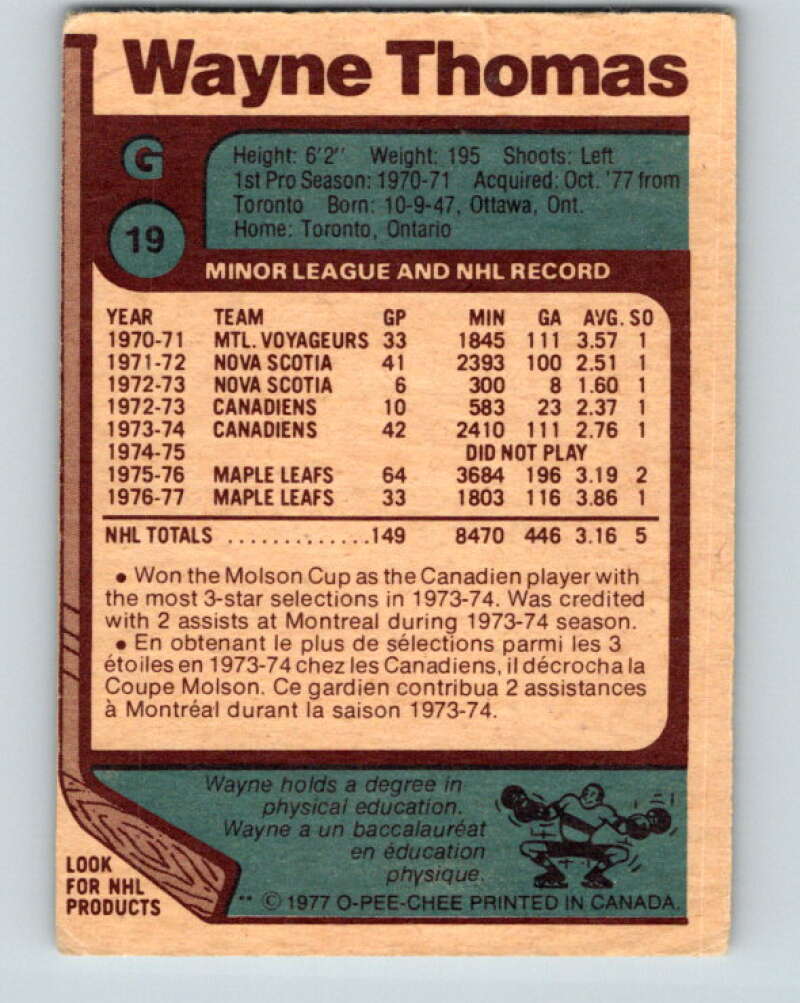 Wayne Thomas
G
19
Height: 6'2" Weight: 195 Shoots: Left
1st Pro Season: 1970-71 Acquired: Oct. '77 from
Toronto Born: 10-9-47, Ottawa, Ont.
Home: Toronto, Ontario
MINOR LEAGUE AND NHL RECORD
YEAR TEAM GP MIN GA AVG. SO
1970-71 MTL. VOYAGEURS 33 1845 111 3.57 1
1971-72 NOVA SCOTIA 41 2393 100 2.51 1
1972-73 NOVA SCOTIA 6 300 8 1.60 1
1972-73 CANADIENS 10 583 23 2.37 1
1973-74 CANADIENS 42 2410 111 2.76 1
1974-75 DID NOT PLAY
1975-76 MAPLE LEAFS 64 3684 196 3.19 2
1976-77 MAPLE LEAFS 33 1803 116 3.86 1
NHL TOTALS ..............149 8470 446 3.16 5
• Won the Molson Cup as the Canadien player with
the most 3-star selections in 1973-74. Was credited
with 2 assists at Montreal during 1973-74 season.
• En obtenant le plus de sélections parmi les 3
étoiles en 1973-74 chez les Canadiens, il décrocha la
Coupe Molson. Ce gardien contribua 2 assistances
à Montréal durant la saison 1973-74.
Wayne holds a degree in
physical education.
Wayne a un baccalauréat
en éducation
physique.
LOOK
FOR NHL
PRODUCTS
** © 1977 O-PEE-CHEE PRINTED IN CANADA.